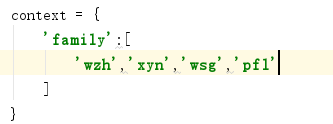 context = {
    'family':[
        'wzh','xyn','wsg','pfl'
    ]
}